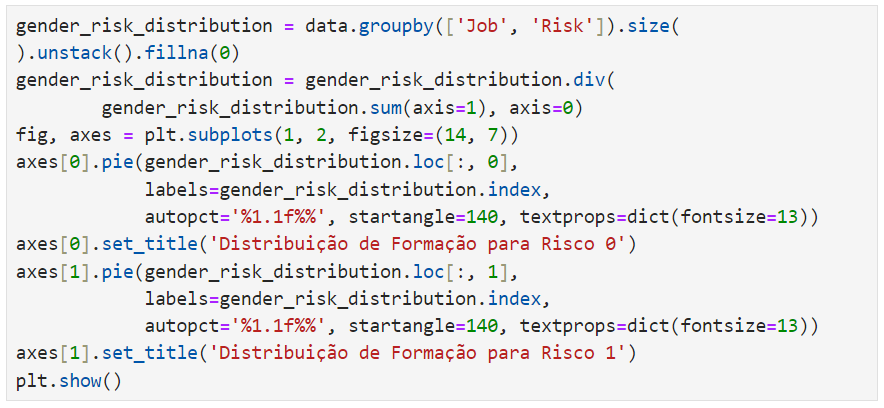 gender_risk_distribution = data.groupby(['Job', 'Risk']).size(
).unstack().fillna(0)
gender_risk_distribution = gender_risk_distribution.div(
        gender_risk_distribution.sum(axis=1), axis=0)
fig, axes = plt.subplots(1, 2, figsize=(14, 7))
axes[0].pie(gender_risk_distribution.loc[:, 0],
            labels=gender_risk_distribution.index,
            autopct='%1.1f%%', startangle=140, textprops=dict(fontsize=13))
axes[0].set_title('Distribuição de Formação para Risco 0')
axes[1].pie(gender_risk_distribution.loc[:, 1],
            labels=gender_risk_distribution.index,
            autopct='%1.1f%%', startangle=140, textprops=dict(fontsize=13))
axes[1].set_title('Distribuição de Formação para Risco 1')
plt.show()